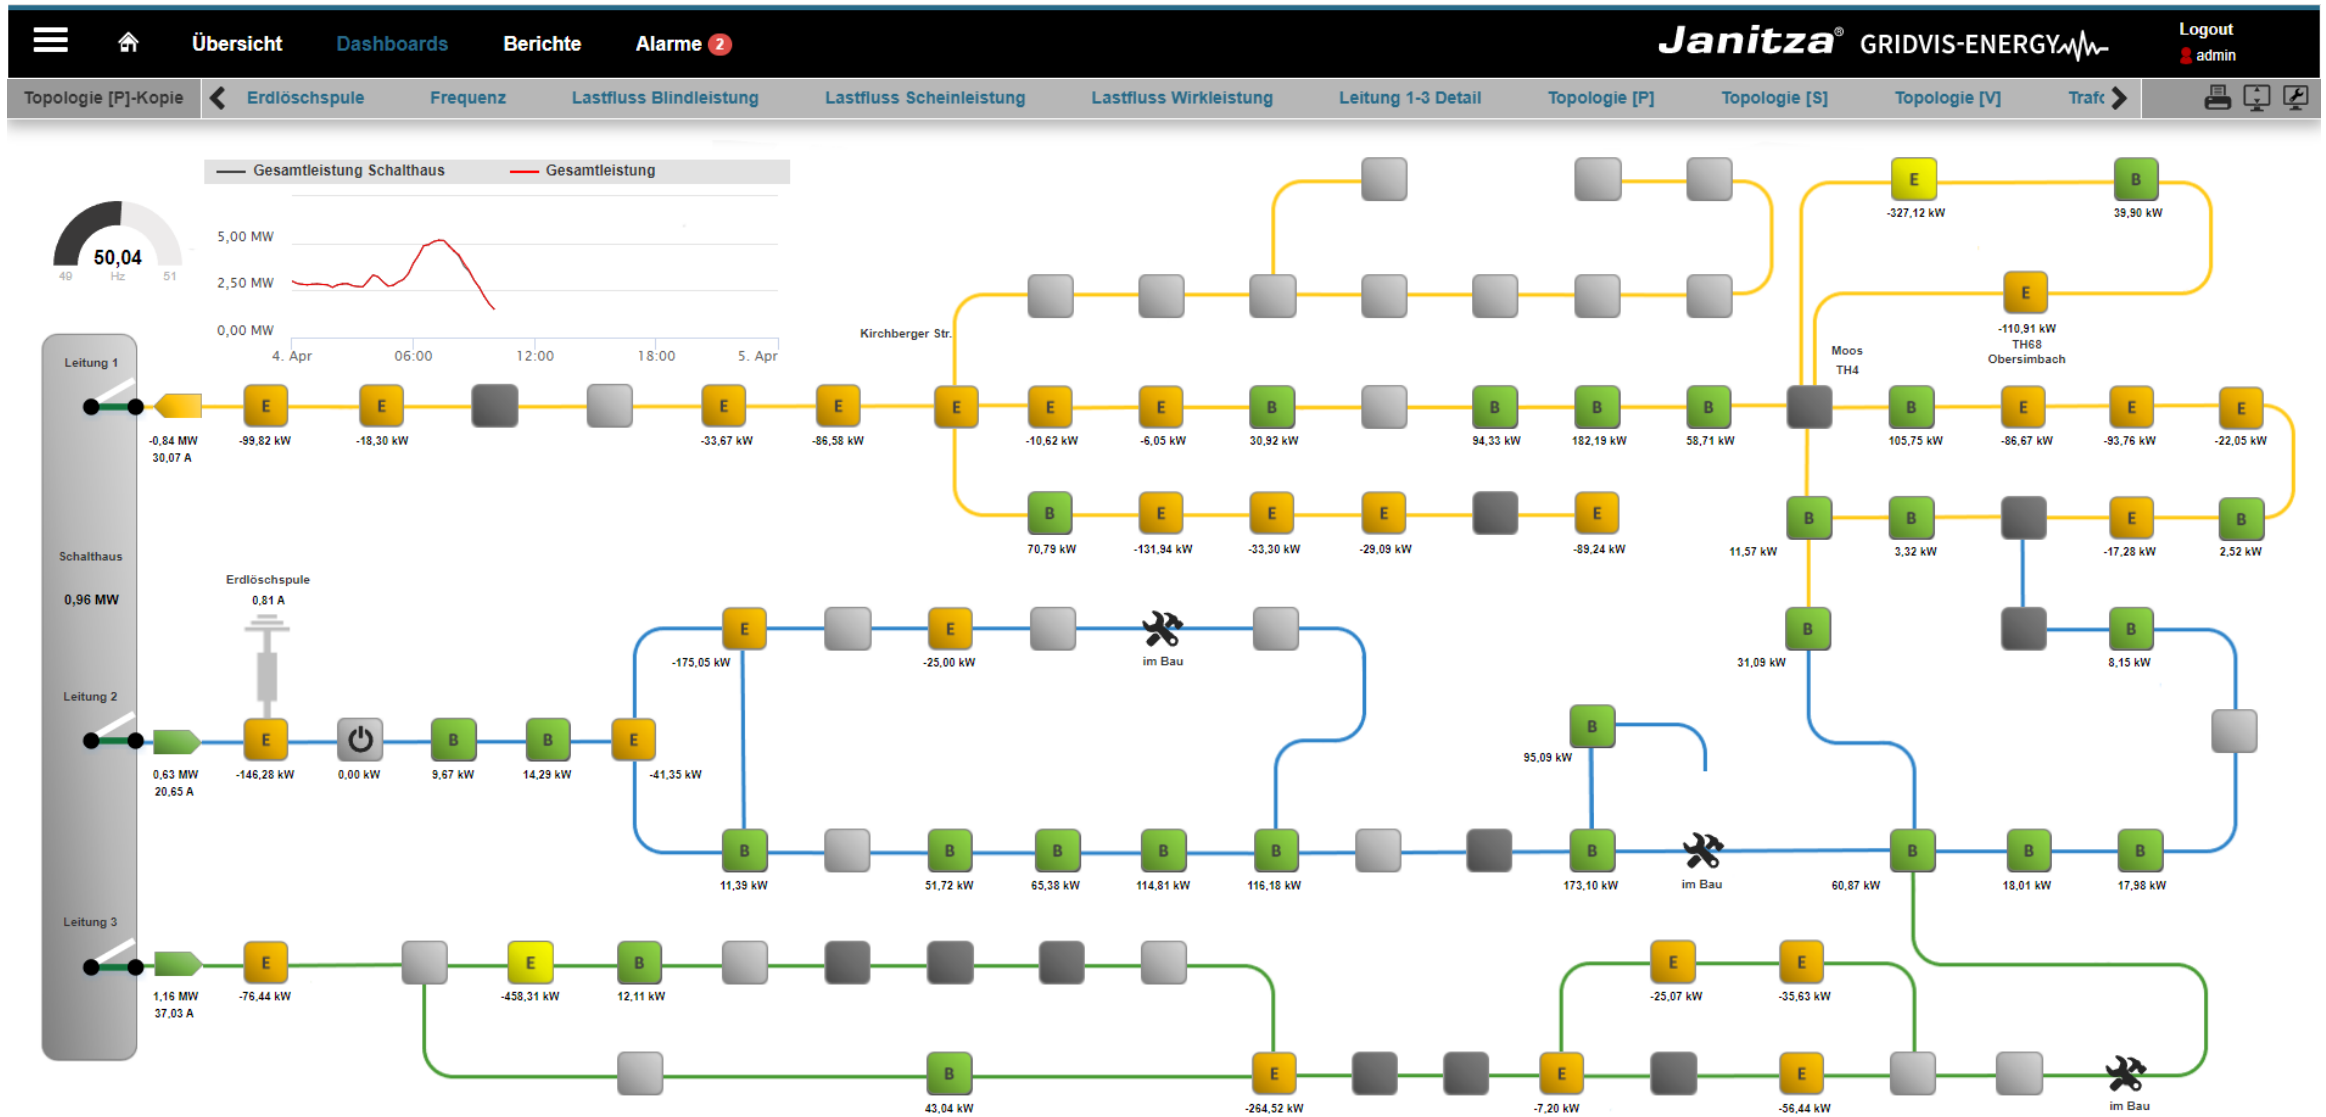 Übersicht Dashboards Berichte Alarme 2 Janitza® GRIDVIS-ENERGY Logout
admin
Topologie [P]-Kopie Erdlöschspule Frequenz Lastfluss Blindleistung Lastfluss Scheinleistung Lastfluss Wirkleistung Leitung 1-3 Detail Topologie [P] Topologie [S] Topologie [V] Trafo
Gesamtleistung Schalthaus Gesamtleistung
50,04
49 Hz 51
5,00 MW
2,50 MW
0,00 MW
4. Apr 06:00 12:00 18:00 5. Apr
E B
-327,12 kW 39,90 kW
E
-110,91 kW
TH68
Obersimbach
Kirchberger Str.
Moos
TH4
Leitung 1
E E E E E E E B B B B B E E E
-0,84 MW -99,82 kW -18,30 kW -33,67 kW -86,58 kW -10,62 kW -6,05 kW 30,92 kW 94,33 kW 182,19 kW 58,71 kW 105,75 kW -86,67 kW -93,76 kW -22,05 kW
30,07 A
B E E E E B B E B
70,79 kW -131,94 kW -33,30 kW -29,09 kW -89,24 kW 11,57 kW 3,32 kW -17,28 kW 2,52 kW
Schalthaus
0,96 MW
Erdlöschspule
0,81 A
E E B B
-175,05 kW -25,00 kW im Bau 31,09 kW 8,15 kW
Leitung 2
E B B E B
0,63 MW -146,28 kW 0,00 kW 9,67 kW 14,29 kW -41,35 kW 95,09 kW
20,65 A
B B B B B B B B B
11,39 kW 51,72 kW 65,38 kW 114,81 kW 116,18 kW 173,10 kW im Bau 60,87 kW 18,01 kW 17,98 kW
Leitung 3
E E B E E
1,16 MW -76,44 kW -458,31 kW 12,11 kW -25,07 kW -35,63 kW
37,03 A
B E E E
43,04 kW -264,52 kW -7,20 kW -56,44 kW im Bau